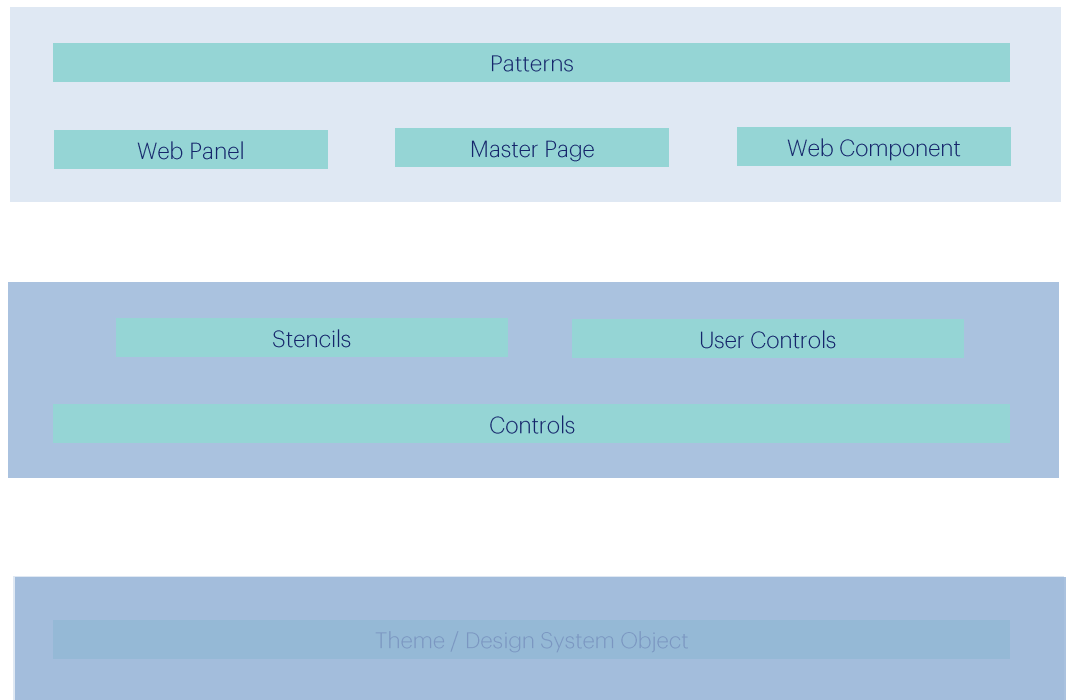 Patterns
Web Panel
Master Page
Web Component
Stencils
User Controls
Controls
Theme / Design System Object